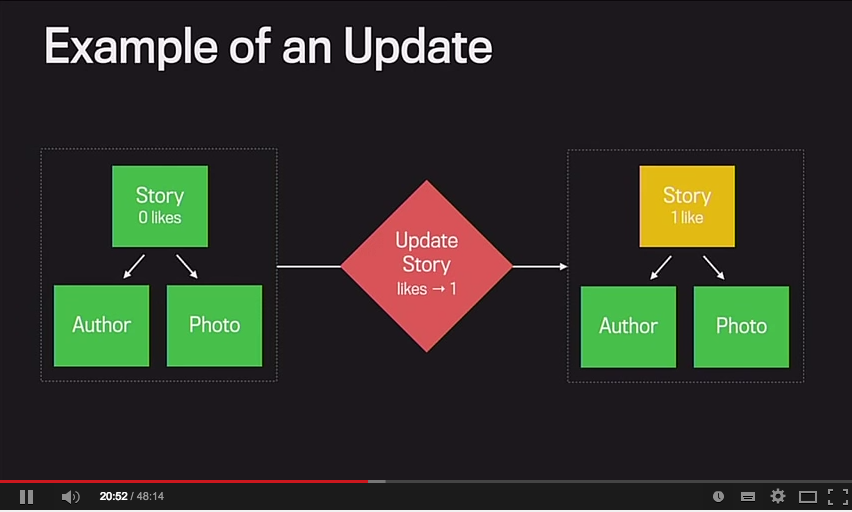 Example of an Update
Story
0 likes
Author
Photo
Update
Story
likes → 1
Story
1 like
Author
Photo
20:52 / 48:14